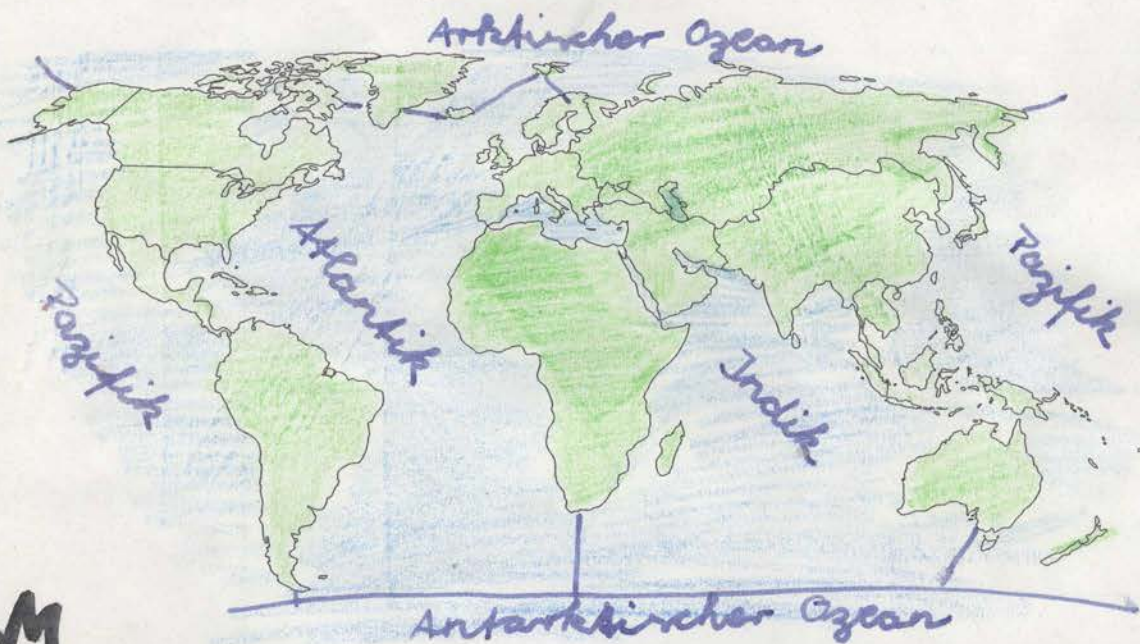 Arktischer Ozean
Atlantik
Pazifik
Pazifik
Indik
Antarktischer Ozean
M